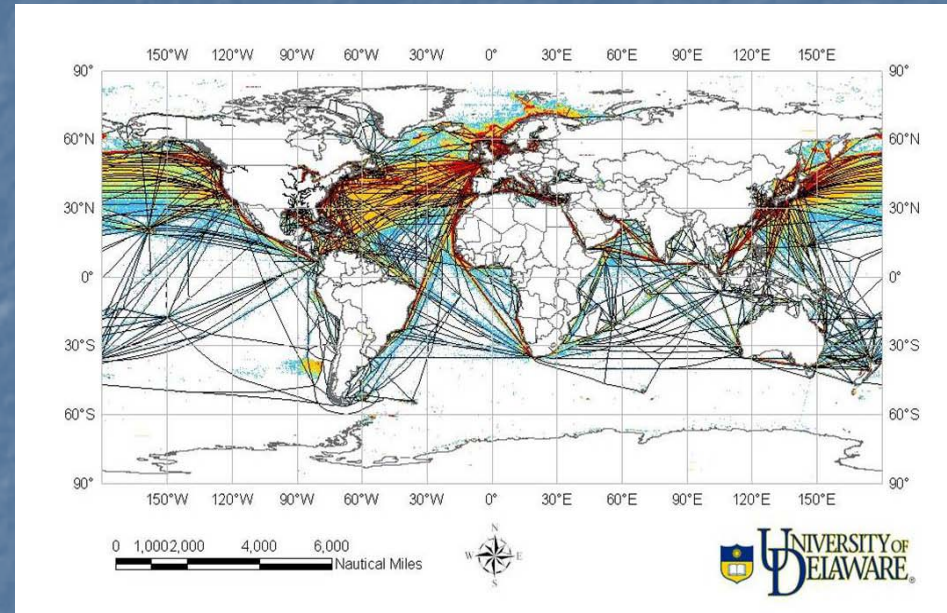 150°W 120°W 90°W 60°W 30°W 0° 30°E 60°E 90°E 120°E 150°E
90° 90°
60°N 60°N
30°N 30°N
0° 0°
30°S 30°S
60°S 60°S
90° 90°
150°W 120°W 90°W 60°W 30°W 0° 30°E 60°E 90°E 120°E 150°E
N
0 1,0002,000 4,000 6,000
Nautical Miles
W E
S
UNIVERSITY OF
DELAWARE®